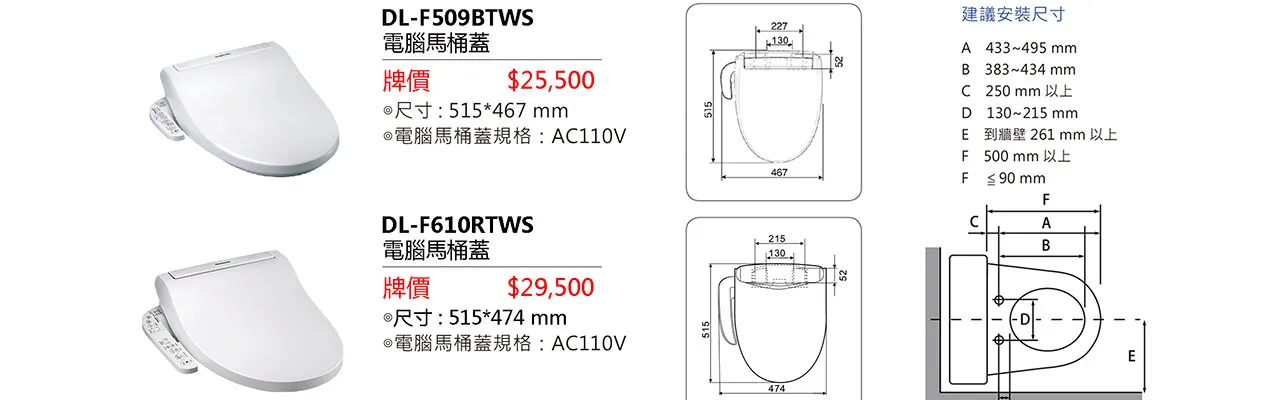 DL-F509BTWS
電腦馬桶蓋
牌價 $25,500
◎尺寸 : 515*467 mm
◎電腦馬桶蓋規格：AC110V
227
130
52
515
467
DL-F610RTWS
電腦馬桶蓋
牌價 $29,500
◎尺寸 : 515*474 mm
◎電腦馬桶蓋規格：AC110V
215
130
52
515
474
建議安裝尺寸
A 433~495 mm
B 383~434 mm
C 250 mm 以上
D 130~215 mm
E 到牆壁 261 mm 以上
F 500 mm 以上
F ≦90 mm
F
C A
B
D
E